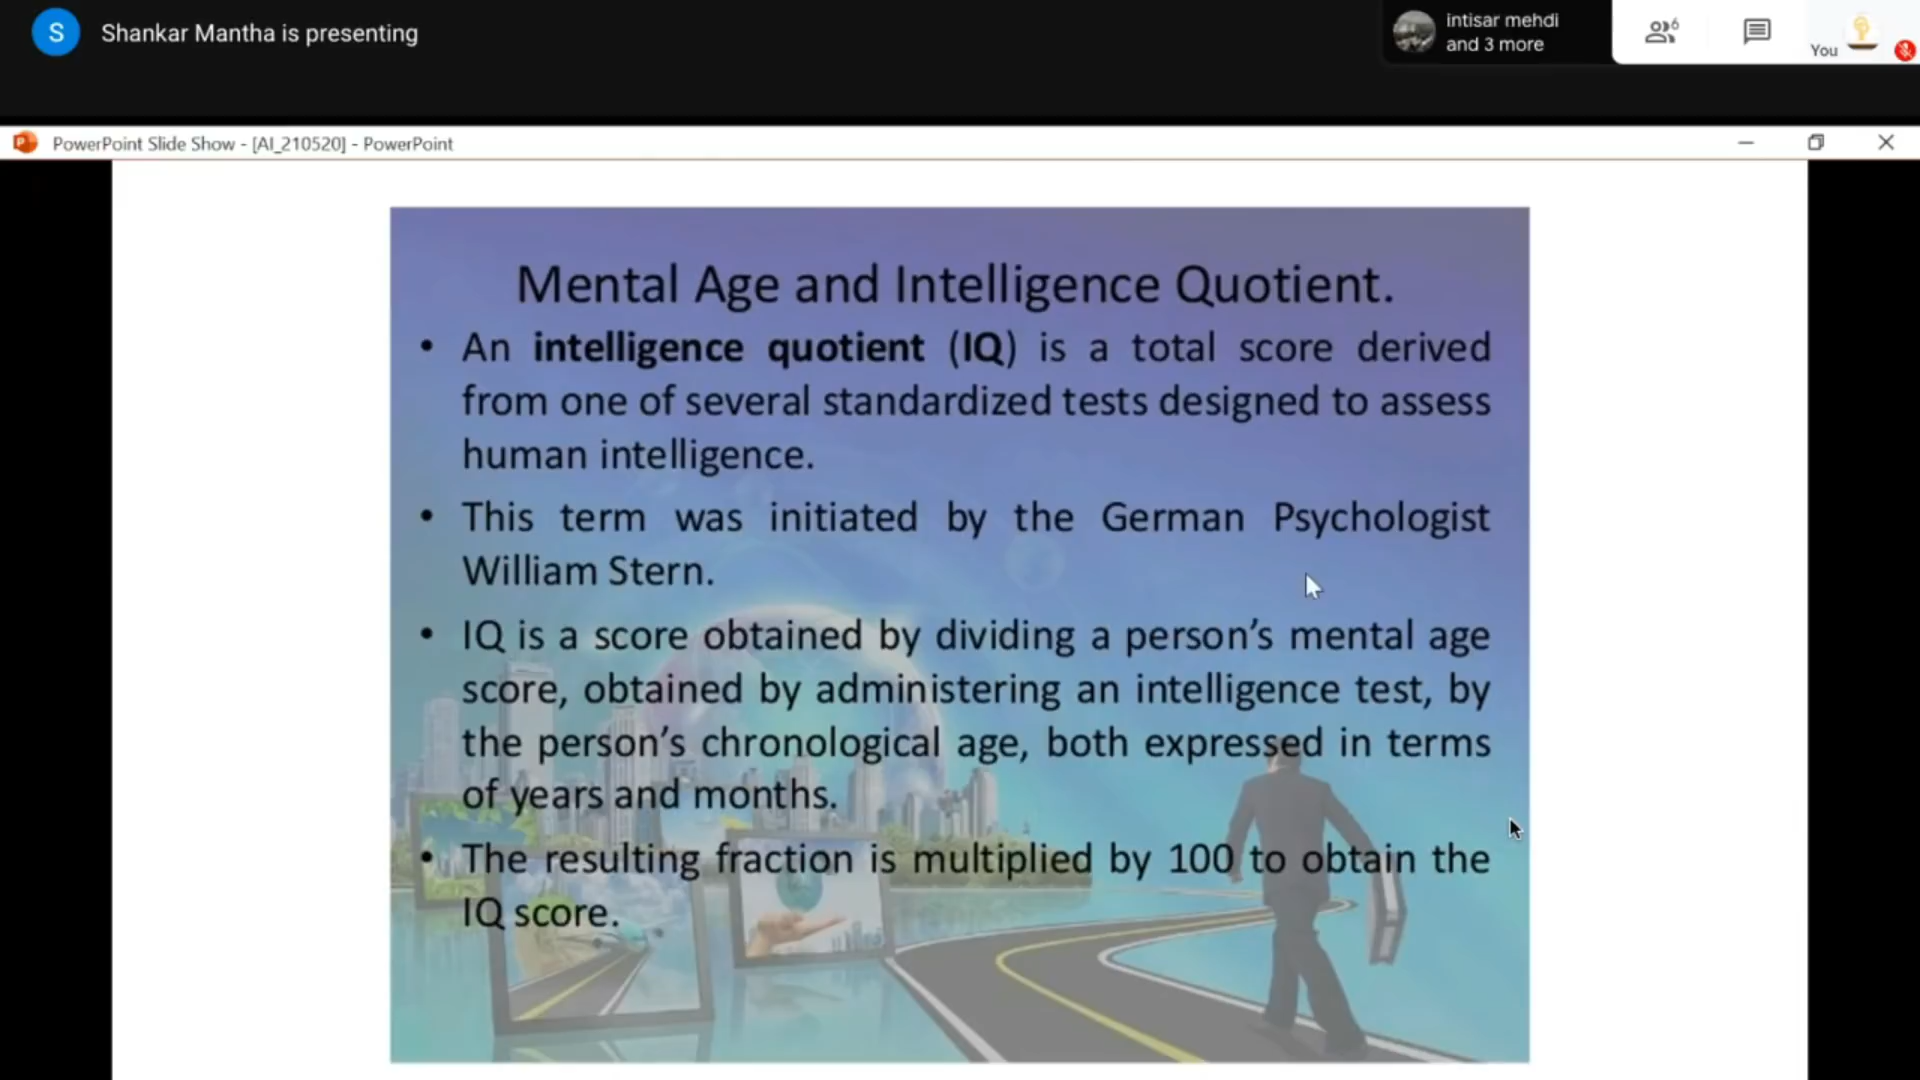 S Shankar Mantha is presenting
intisar mehdi
and 3 more
6
You
PowerPoint Slide Show - [AI_210520] - PowerPoint
Mental Age and Intelligence Quotient.
• An intelligence quotient (IQ) is a total score derived
from one of several standardized tests designed to assess
human intelligence.
• This term was initiated by the German Psychologist
William Stern.
• IQ is a score obtained by dividing a person's mental age
score, obtained by administering an intelligence test, by
the person's chronological age, both expressed in terms
of years and months.
• The resulting fraction is multiplied by 100 to obtain the
IQ score.